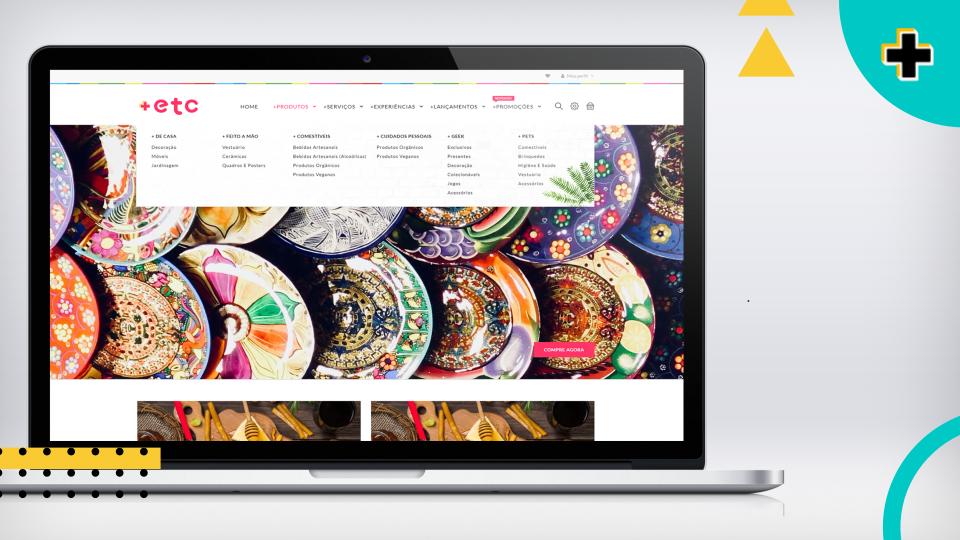 Meu perfil
+etc
HOME +PRODUTOS +SERVIÇOS +EXPERIÊNCIAS +LANÇAMENTOS +PROMOÇÕES
+ DE CASA
Decoração
Móveis
Jardinagem
+ FEITO A MÃO
Vestuário
Cerâmicas
Quadros E Posters
+ COMESTÍVEIS
Bebidas Artesanais
Bebidas Artesanais (Alcoólicas)
Produtos Orgânicos
Produtos Veganos
+ CUIDADOS PESSOAIS
Produtos Orgânicos
Produtos Veganos
+ GEEK
Exclusivos
Presentes
Decoração
Colecionáveis
Jogos
Acessórios
+ PETS
Comestíveis
Brinquedos
Higiêne E Saúde
Vestuário
Acessórios
COMPRE AGORA